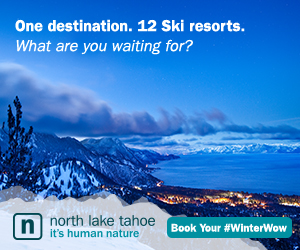 One destination. 12 Ski resorts.
What are you waiting for?
n
north lake tahoe
it's human nature
Book Your #WinterWow